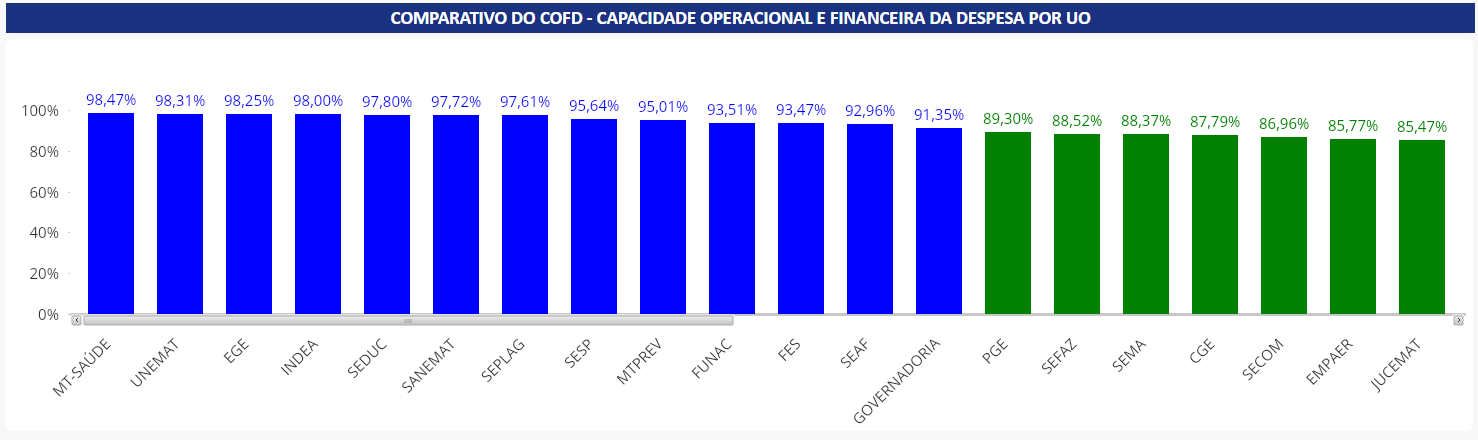 COMPARATIVO DO COFD - CAPACIDADE OPERACIONAL E FINANCEIRA DA DESPESA POR UO
98,47% 98,31% 98,25% 98,00% 97,80% 97,72% 97,61% 95,64% 95,01% 93,51% 93,47% 92,96% 91,35% 89,30% 88,52% 88,37% 87,79% 86,96% 85,77% 85,47%
100%
80%
60%
40%
20%
0%
MT-SAÚDE UNEMAT EGE INDEA SEDUC SANEMAT SEPLAG SESP MTPREV FUNAC FES SEAF GOVERNADORIA PGE SEFAZ SEMA CGE SECOM EMPAER JUCEMAT